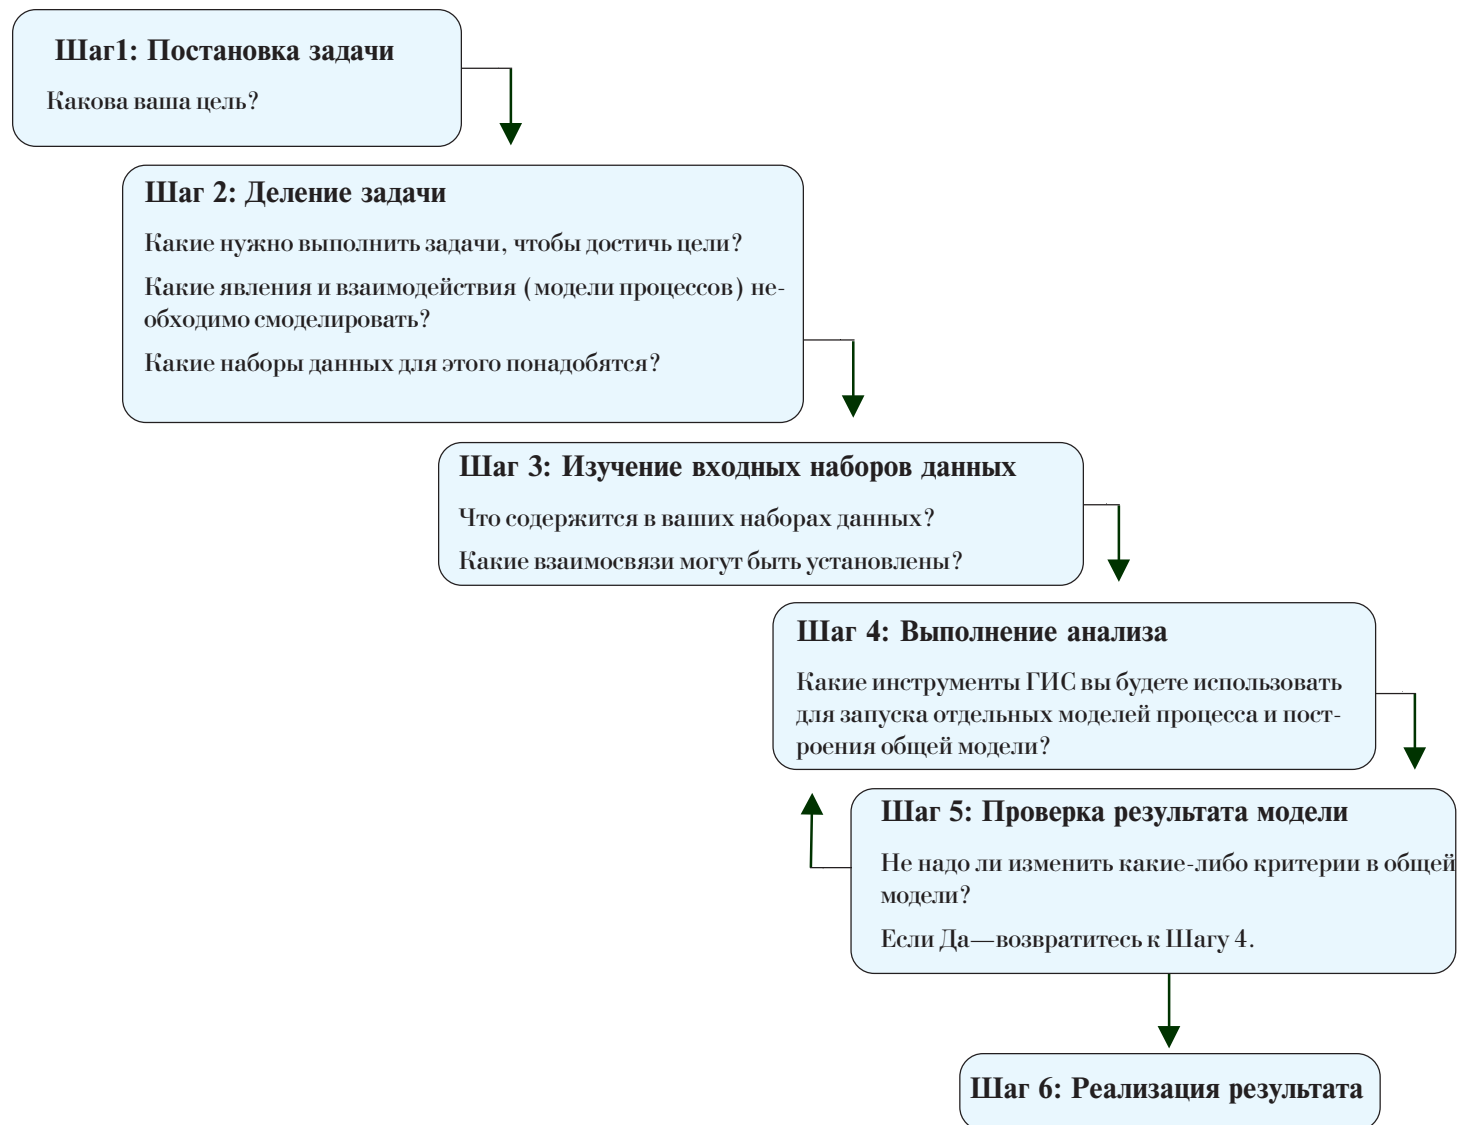 Шаг1: Постановка задачи
Какова ваша цель?
Шаг 2: Деление задачи
Какие нужно выполнить задачи, чтобы достичь цели?
Какие явления и взаимодействия (модели процессов) не-
обходимо смоделировать?
Какие наборы данных для этого понадобятся?
Шаг 3: Изучение входных наборов данных
Что содержится в ваших наборах данных?
Какие взаимосвязи могут быть установлены?
Шаг 4: Выполнение анализа
Какие инструменты ГИС вы будете использовать
для запуска отдельных моделей процесса и пост-
роения общей модели?
Шаг 5: Проверка результата модели
Не надо ли изменить какие-либо критерии в общей
модели?
Если Да—возвратитесь к Шагу 4.
Шаг 6: Реализация результата